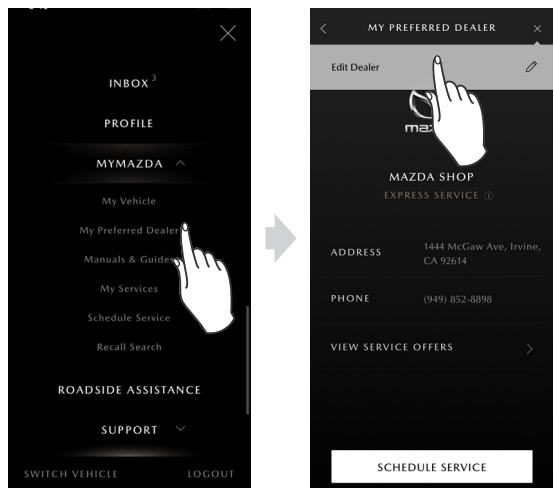 INBOX 3
PROFILE
MYMAZDA
My Vehicle
My Preferred Dealer
Manuals & Guides
My Services
Schedule Service
Recall Search
ROADSIDE ASSISTANCE
SUPPORT
SWITCH VEHICLE LOGOUT
MY PREFERRED DEALER
Edit Dealer
MAZDA SHOP
EXPRESS SERVICE
ADDRESS 1444 McGaw Ave, Irvine,
CA 92614
PHONE (949) 852-8898
VIEW SERVICE OFFERS
SCHEDULE SERVICE